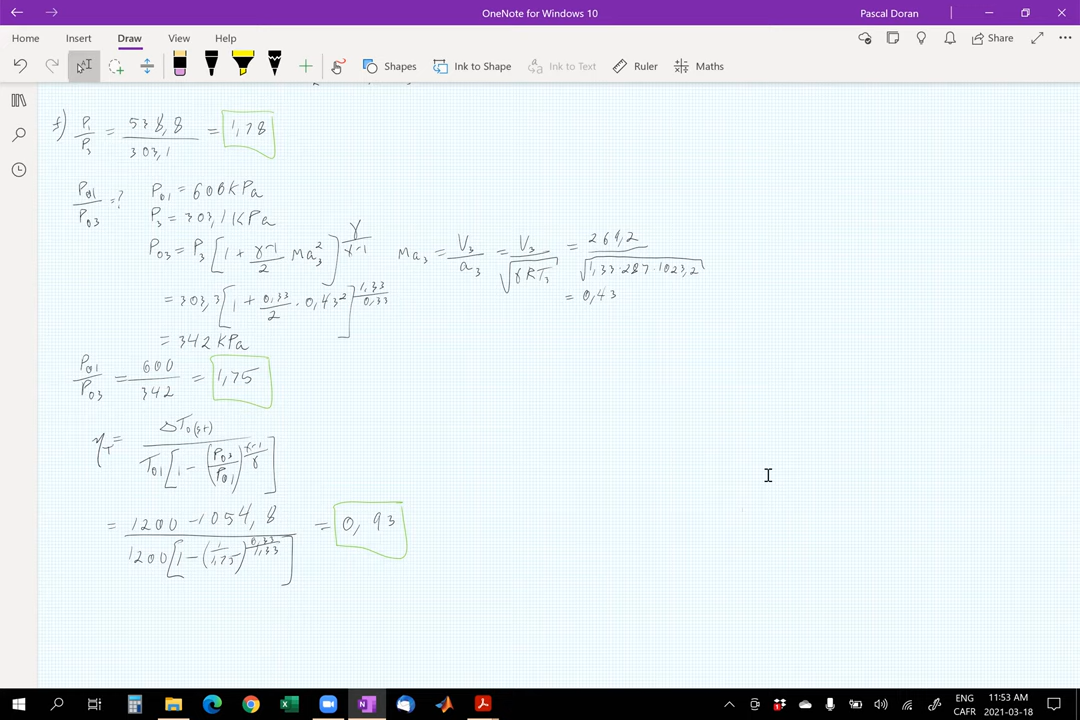 OneNote for Windows 10
Pascal Doran
Home Insert Draw View Help
Share
Shapes Ink to Shape Ink to Text Ruler Maths
f) P1/P3 = 538,8/303,1 = 1,78
P01/P03 = ? P01 = 600 KPa
P3 = 303,1 KPa
P03 = P3 [1 + γ-1/2 Ma3²]^γ/γ-1 Ma3 = V3/a3 = V3/√γRT3 = 269,2/√1,33·287·1023,2
= 303,3 [1 + 0,33/2 · 0,43²]^1,33/0,33 = 0,43
= 342 KPa
P01/P03 = 600/342 = 1,75
ηT = ΔT0(st)/T01[1 - (P03/P01)^γ-1/γ]
= 1200 - 1054,8/1200[1 - (1/1,75)^0,33/1,33] = 0,93
ENG 11:53 AM
CAFR 2021-03-18